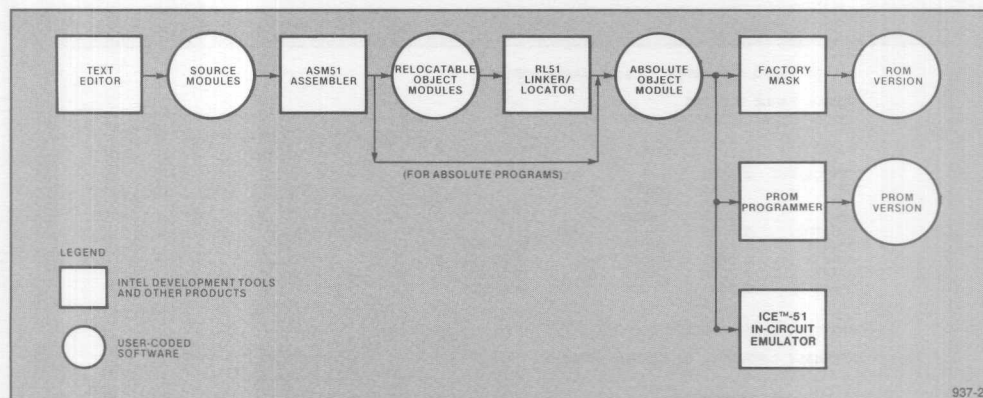 TEXT
EDITOR
SOURCE
MODULES
ASM51
ASSEMBLER
RELOCATABLE
OBJECT
MODULES
RL51
LINKER/
LOCATOR
ABSOLUTE
OBJECT
MODULE
FACTORY
MASK
ROM
VERSION
(FOR ABSOLUTE PROGRAMS)
PROM
PROGRAMMER
PROM
VERSION
LEGEND
INTEL DEVELOPMENT TOOLS
AND OTHER PRODUCTS
USER-CODED
SOFTWARE
ICE™-51
IN-CIRCUIT
EMULATOR
937-2